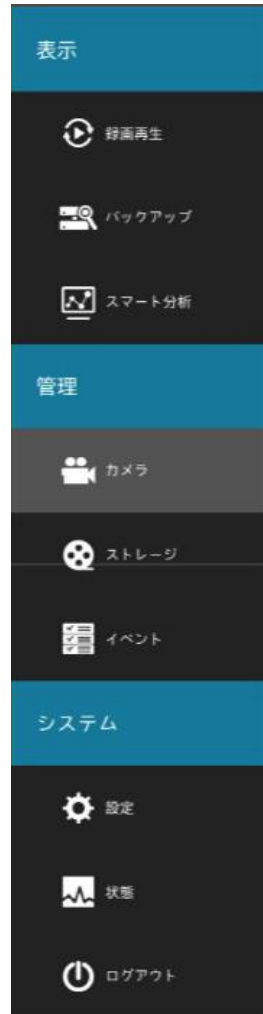 表示
録画再生
バックアップ
スマート分析
管理
カメラ
ストレージ
イベント
システム
設定
状態
ログアウト